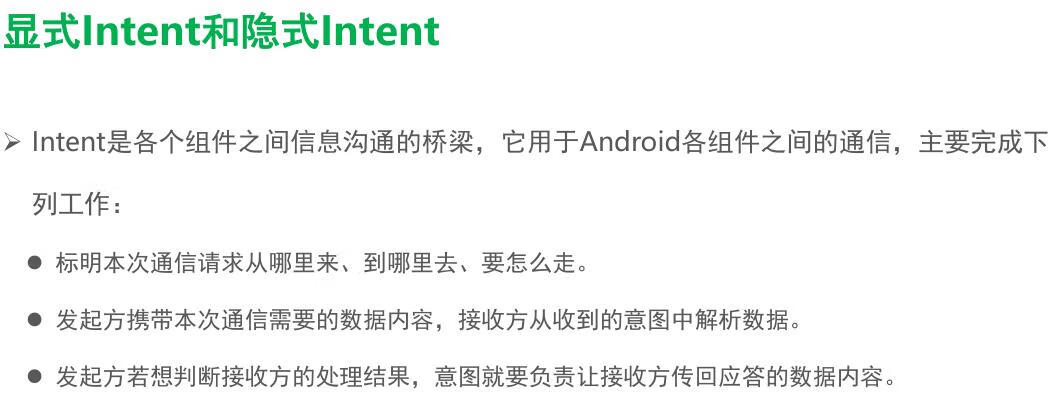 显式Intent和隐式Intent
➢ Intent是各个组件之间信息沟通的桥梁，它用于Android各组件之间的通信，主要完成下
列工作：
● 标明本次通信请求从哪里来、到哪里去、要怎么走。
● 发起方携带本次通信需要的数据内容，接收方从收到的意图中解析数据。
● 发起方若想判断接收方的处理结果，意图就要负责让接收方传回应答的数据内容。